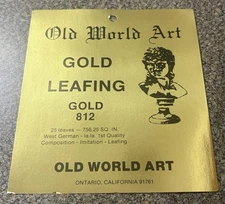 Old World Art
GOLD
LEAFING
GOLD
812
25 leaves — 756.25 SQ. IN
West German - la la 1st Quality
Composition - Imitation - Leafing
OLD WORLD ART
ONTARIO, CALIFORNIA 91761